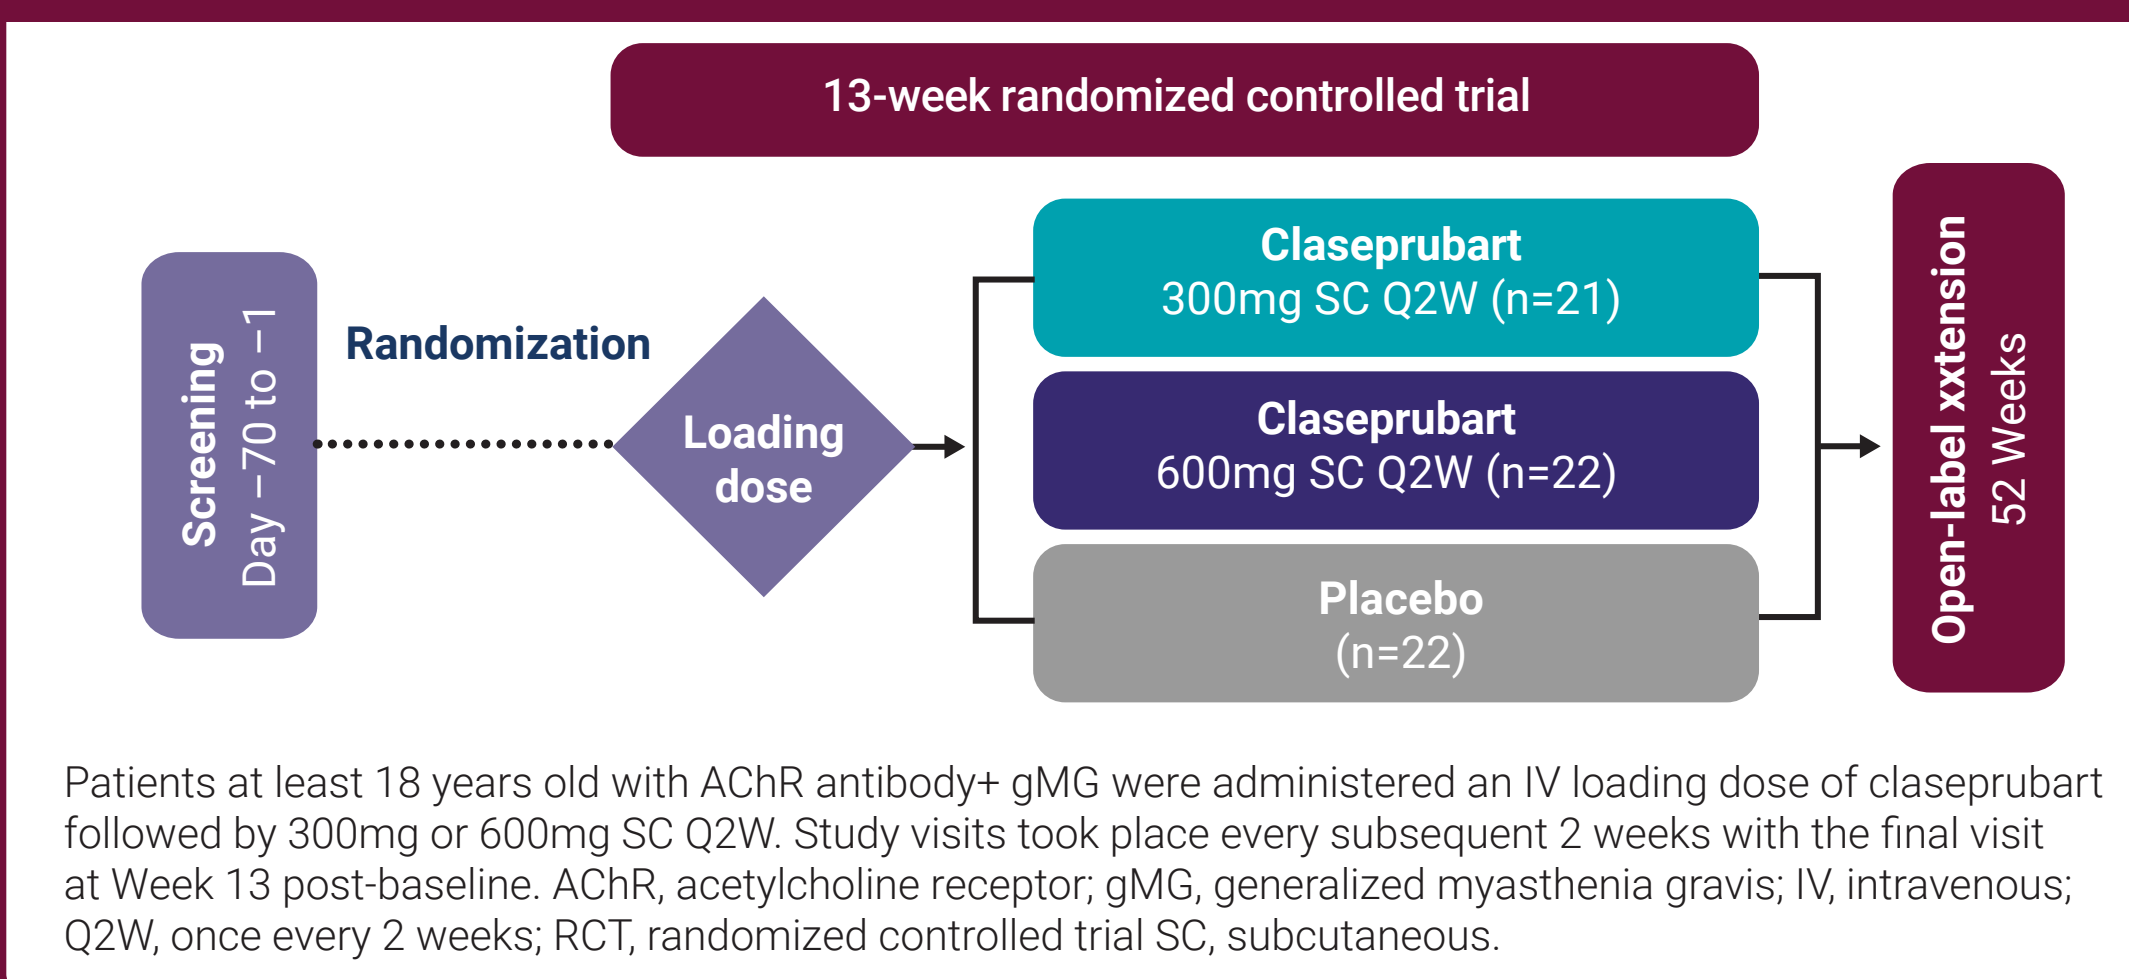 13-week randomized controlled trial
Screening
Day –70 to –1
Randomization
Loading
dose
Claseprubart
300mg SC Q2W (n=21)
Claseprubart
600mg SC Q2W (n=22)
Placebo
(n=22)
Open-label xxtension
52 Weeks
Patients at least 18 years old with AChR antibody+ gMG were administered an IV loading dose of claseprubart
followed by 300mg or 600mg SC Q2W. Study visits took place every subsequent 2 weeks with the final visit
at Week 13 post-baseline. AChR, acetylcholine receptor; gMG, generalized myasthenia gravis; IV, intravenous;
Q2W, once every 2 weeks; RCT, randomized controlled trial SC, subcutaneous.